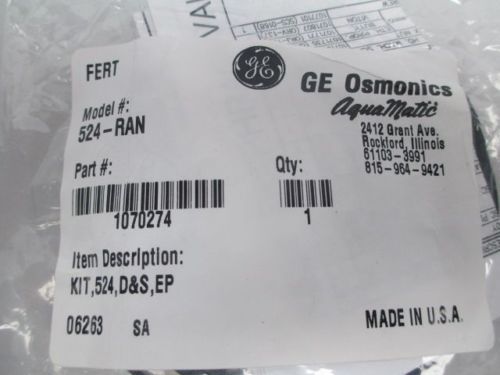 FERT
GE
GE Osmonics
AquaMatic
Model #:
524-RAN
2412 Grant Ave.
Rockford, Illinois
61103-3991
815-964-9421
Part #:
Qty:
1070274
1
Item Description:
KIT,524,D&S,EP
06263 SA
MADE IN U.S.A.